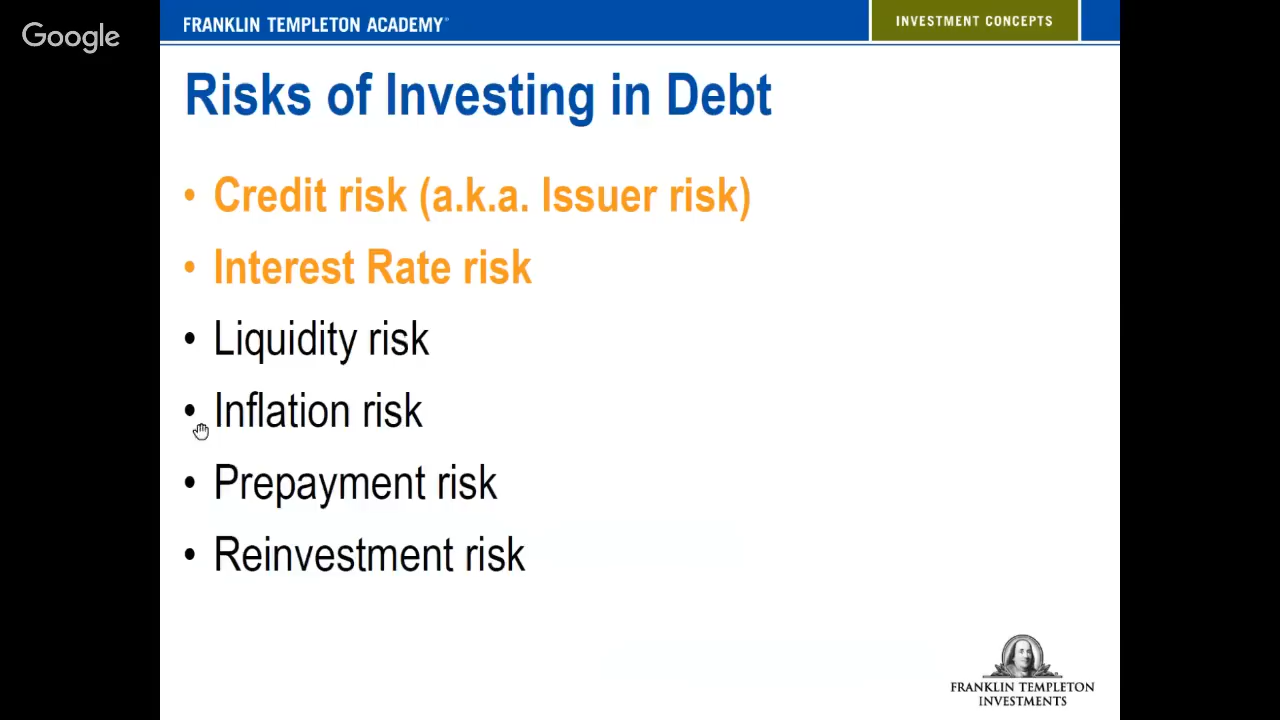 Google
FRANKLIN TEMPLETON ACADEMY
INVESTMENT CONCEPTS
Risks of Investing in Debt
• Credit risk (a.k.a. Issuer risk)
• Interest Rate risk
• Liquidity risk
• Inflation risk
• Prepayment risk
• Reinvestment risk
FRANKLIN TEMPLETON
INVESTMENTS